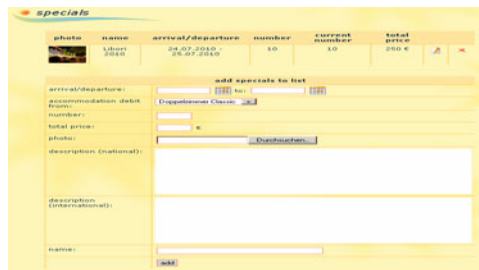 specials
photo name arrival/departure number current number total price
Libori 2010 24.07.2010 - 25.07.2010 10 10 250 €
add specials to list
arrival/departure: to:
accommodation debit from: Doppelzimmer Classic
number:
total price: €
photo: Durchsuchen...
description (national):
description (international):
name:
add